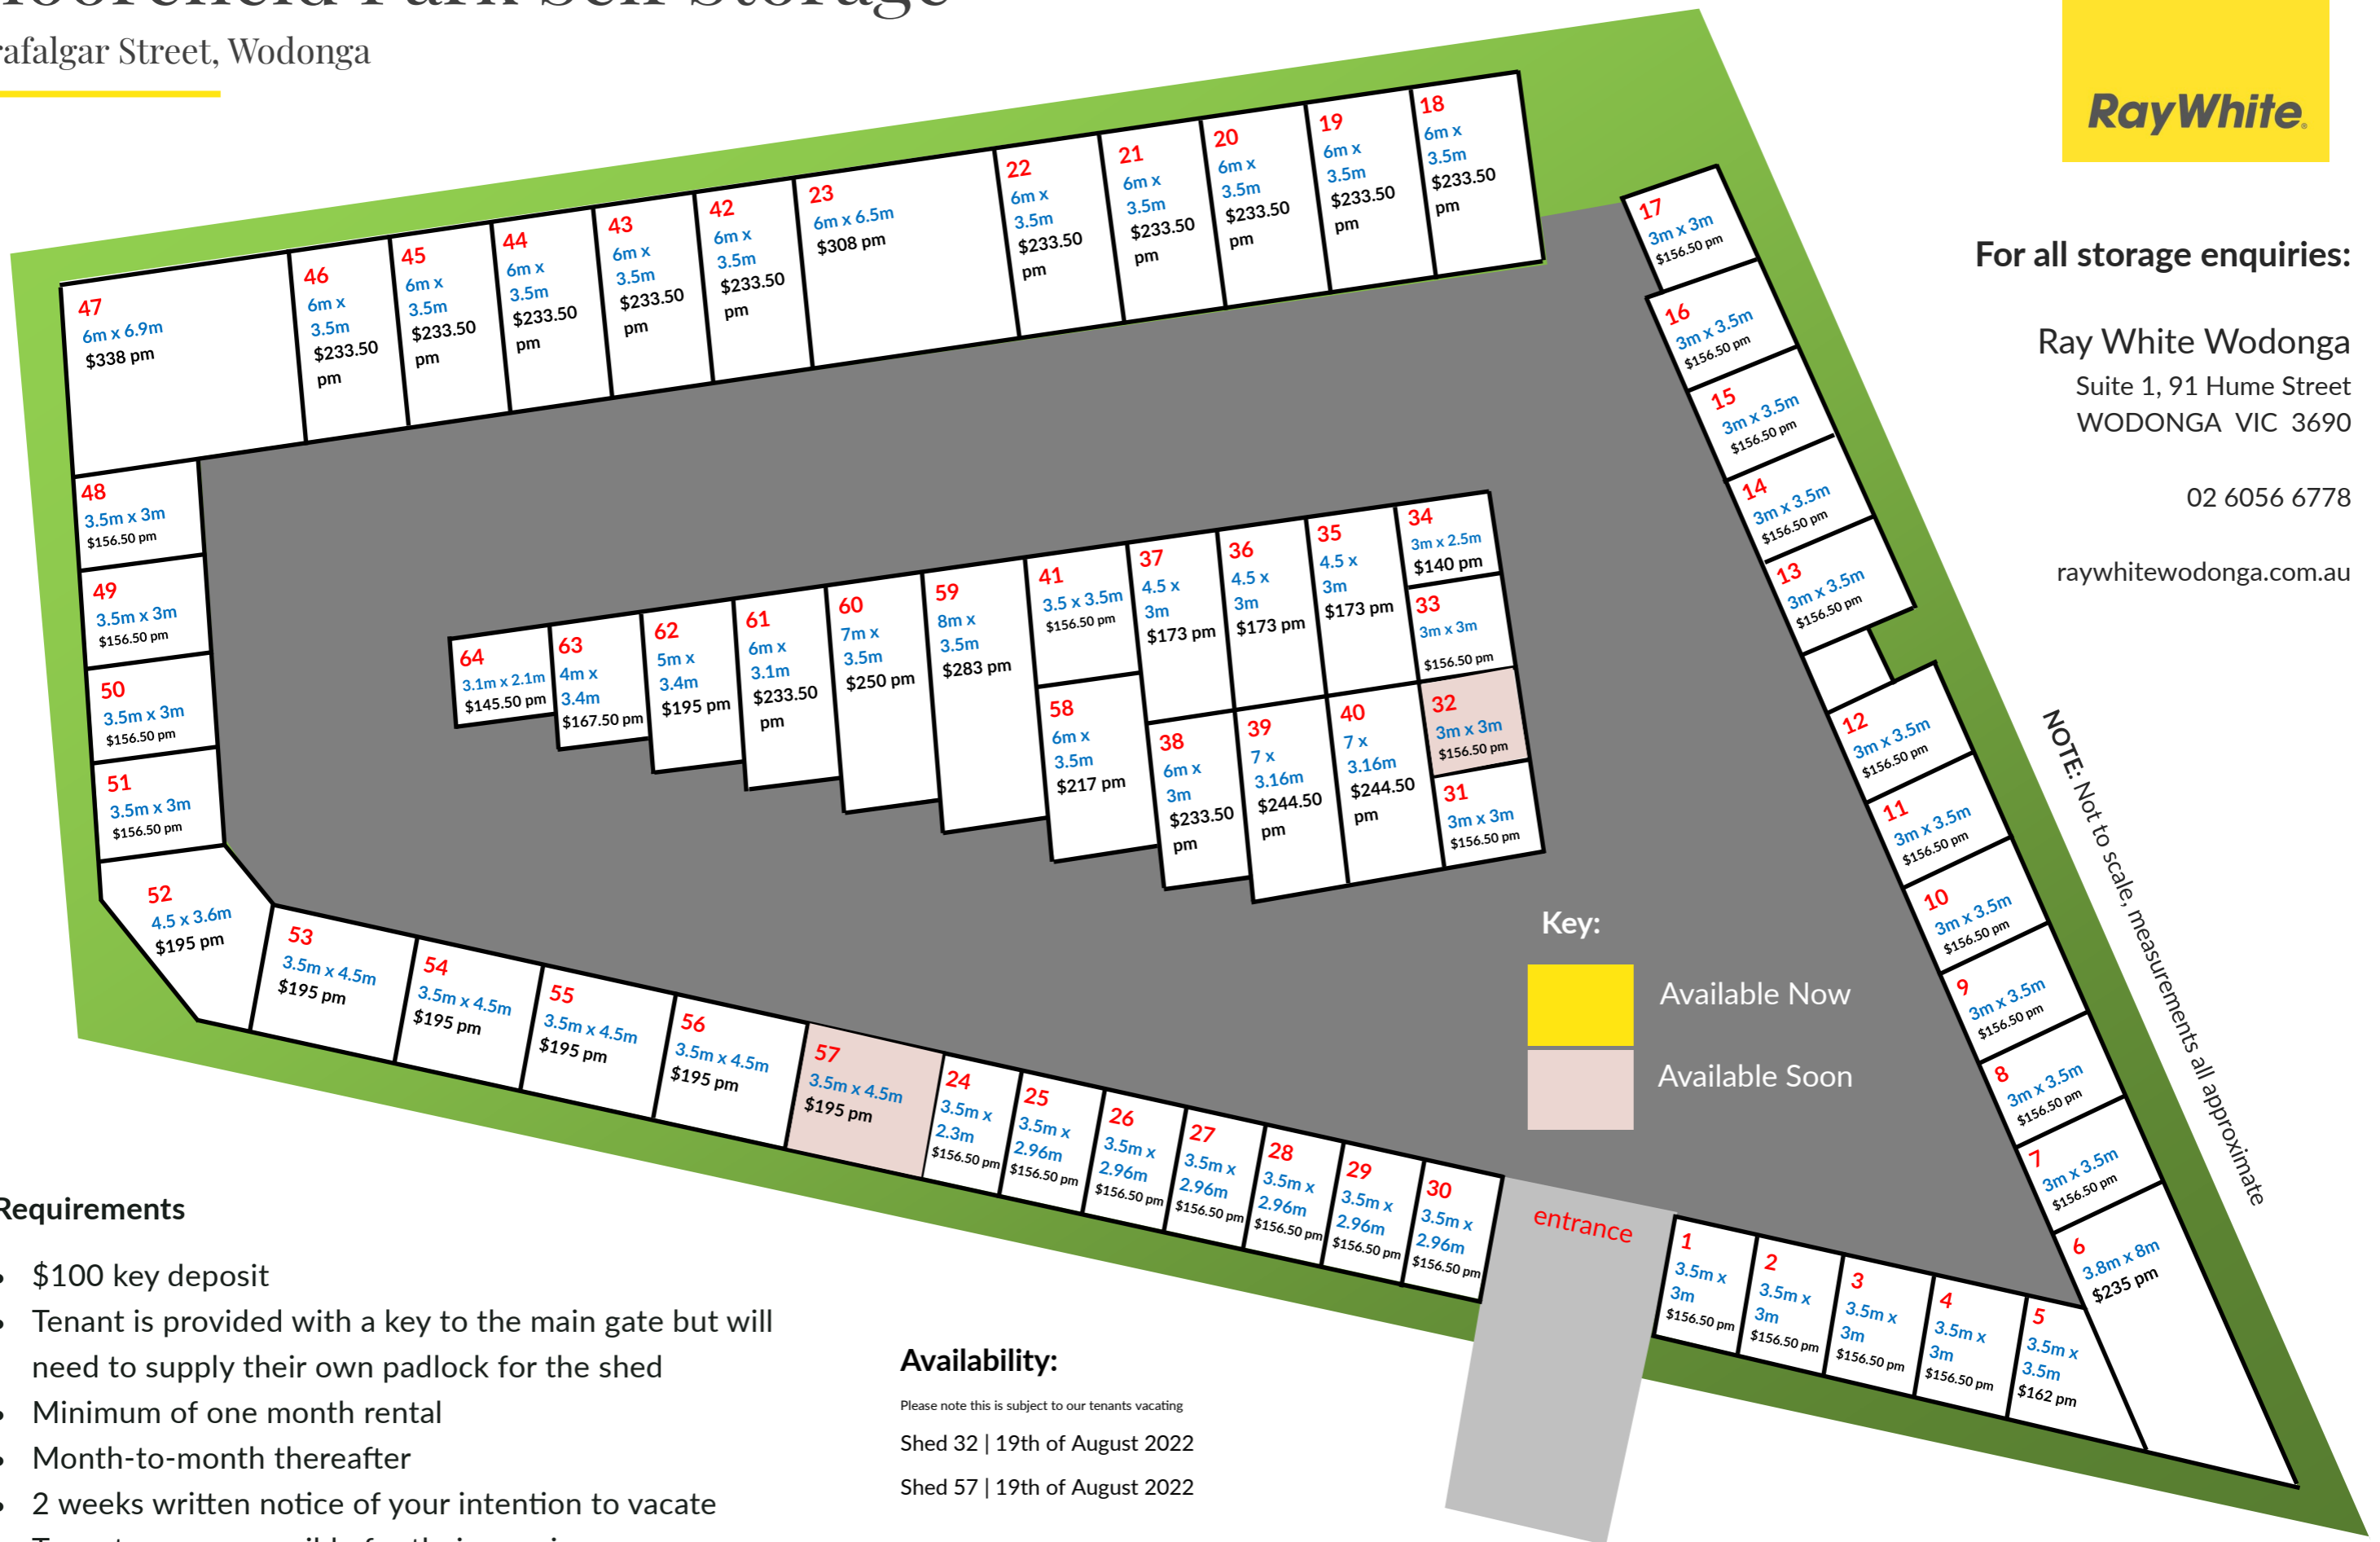 Park Self Storage
Trafalgar Street, Wodonga
RayWhite
For all storage enquiries:
Ray White Wodonga
Suite 1, 91 Hume Street
WODONGA VIC 3690
02 6056 6778
raywhitewodonga.com.au
47
6m x 6.9m
$338 pm
46
6m x
3.5m
$233.50
pm
45
6m x
3.5m
$233.50
pm
44
6m x
3.5m
$233.50
pm
43
6m x
3.5m
$233.50
pm
42
6m x
3.5m
$233.50
pm
23
6m x 6.5m
$308 pm
22
6m x
3.5m
$233.50
pm
21
6m x
3.5m
$233.50
pm
20
6m x
3.5m
$233.50
pm
19
6m x
3.5m
$233.50
pm
18
6m x
3.5m
$233.50
pm
17
3m x 3m
$156.50 pm
16
3m x 3.5m
$156.50 pm
15
3m x 3.5m
$156.50 pm
14
3m x 3.5m
$156.50 pm
13
3m x 3.5m
$156.50 pm
12
3m x 3.5m
$156.50 pm
11
3m x 3.5m
$156.50 pm
10
3m x 3.5m
$156.50 pm
9
3m x 3.5m
$156.50 pm
8
3m x 3.5m
$156.50 pm
7
3m x 3.5m
$156.50 pm
6
3.8m x 8m
$235 pm
NOTE: Not to scale, measurements all approximate
48
3.5m x 3m
$156.50 pm
49
3.5m x 3m
$156.50 pm
50
3.5m x 3m
$156.50 pm
51
3.5m x 3m
$156.50 pm
52
4.5 x 3.6m
$195 pm
64
3.1m x 2.1m
$145.50 pm
63
4m x
3.4m
$167.50 pm
62
5m x
3.4m
$195 pm
61
6m x
3.1m
$233.50
pm
60
7m x
3.5m
$250 pm
59
8m x
3.5m
$283 pm
41
3.5 x 3.5m
$156.50 pm
58
6m x
3.5m
$217 pm
37
4.5 x
3m
$173 pm
36
4.5 x
3m
$173 pm
35
4.5 x
3m
$173 pm
34
3m x 2.5m
$140 pm
33
3m x 3m
$156.50 pm
32
3m x 3m
$156.50 pm
31
3m x 3m
$156.50 pm
38
6m x
3m
$233.50
pm
39
7 x
3.16m
$244.50
pm
40
7 x
3.16m
$244.50
pm
Key:
Available Now
Available Soon
53
3.5m x 4.5m
$195 pm
54
3.5m x 4.5m
$195 pm
55
3.5m x 4.5m
$195 pm
56
3.5m x 4.5m
$195 pm
57
3.5m x 4.5m
$195 pm
24
3.5m x
2.3m
$156.50 pm
25
3.5m x
2.96m
$156.50 pm
26
3.5m x
2.96m
$156.50 pm
27
3.5m x
2.96m
$156.50 pm
28
3.5m x
2.96m
$156.50 pm
29
3.5m x
2.96m
$156.50 pm
30
3.5m x
2.96m
$156.50 pm
entrance
1
3.5m x
3m
$156.50 pm
2
3.5m x
3m
$156.50 pm
3
3.5m x
3m
$156.50 pm
4
3.5m x
3m
$156.50 pm
5
3.5m x
3.5m
$162 pm
Requirements
• $100 key deposit
• Tenant is provided with a key to the main gate but will
need to supply their own padlock for the shed
• Minimum of one month rental
• Month-to-month thereafter
• 2 weeks written notice of your intention to vacate
Availability:
Please note this is subject to our tenants vacating
Shed 32 | 19th of August 2022
Shed 57 | 19th of August 2022